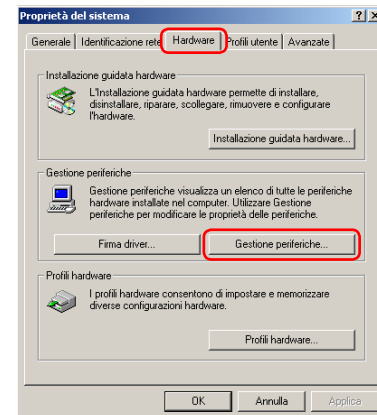 Proprietà del sistema
Generale Identificazione rete Hardware Profili utente Avanzate
Installazione guidata hardware
L'Installazione guidata hardware permette di installare,
disinstallare, riparare, scollegare, rimuovere e configurare
l'hardware.
Installazione guidata hardware...
Gestione periferiche
Gestione periferiche visualizza un elenco di tutte le periferiche
hardware installate nel computer. Utilizzare Gestione
periferiche per modificare le proprietà delle periferiche.
Firma driver... Gestione periferiche...
Profili hardware
I profili hardware consentono di impostare e memorizzare
diverse configurazioni hardware.
Profili hardware...
OK Annulla Applica